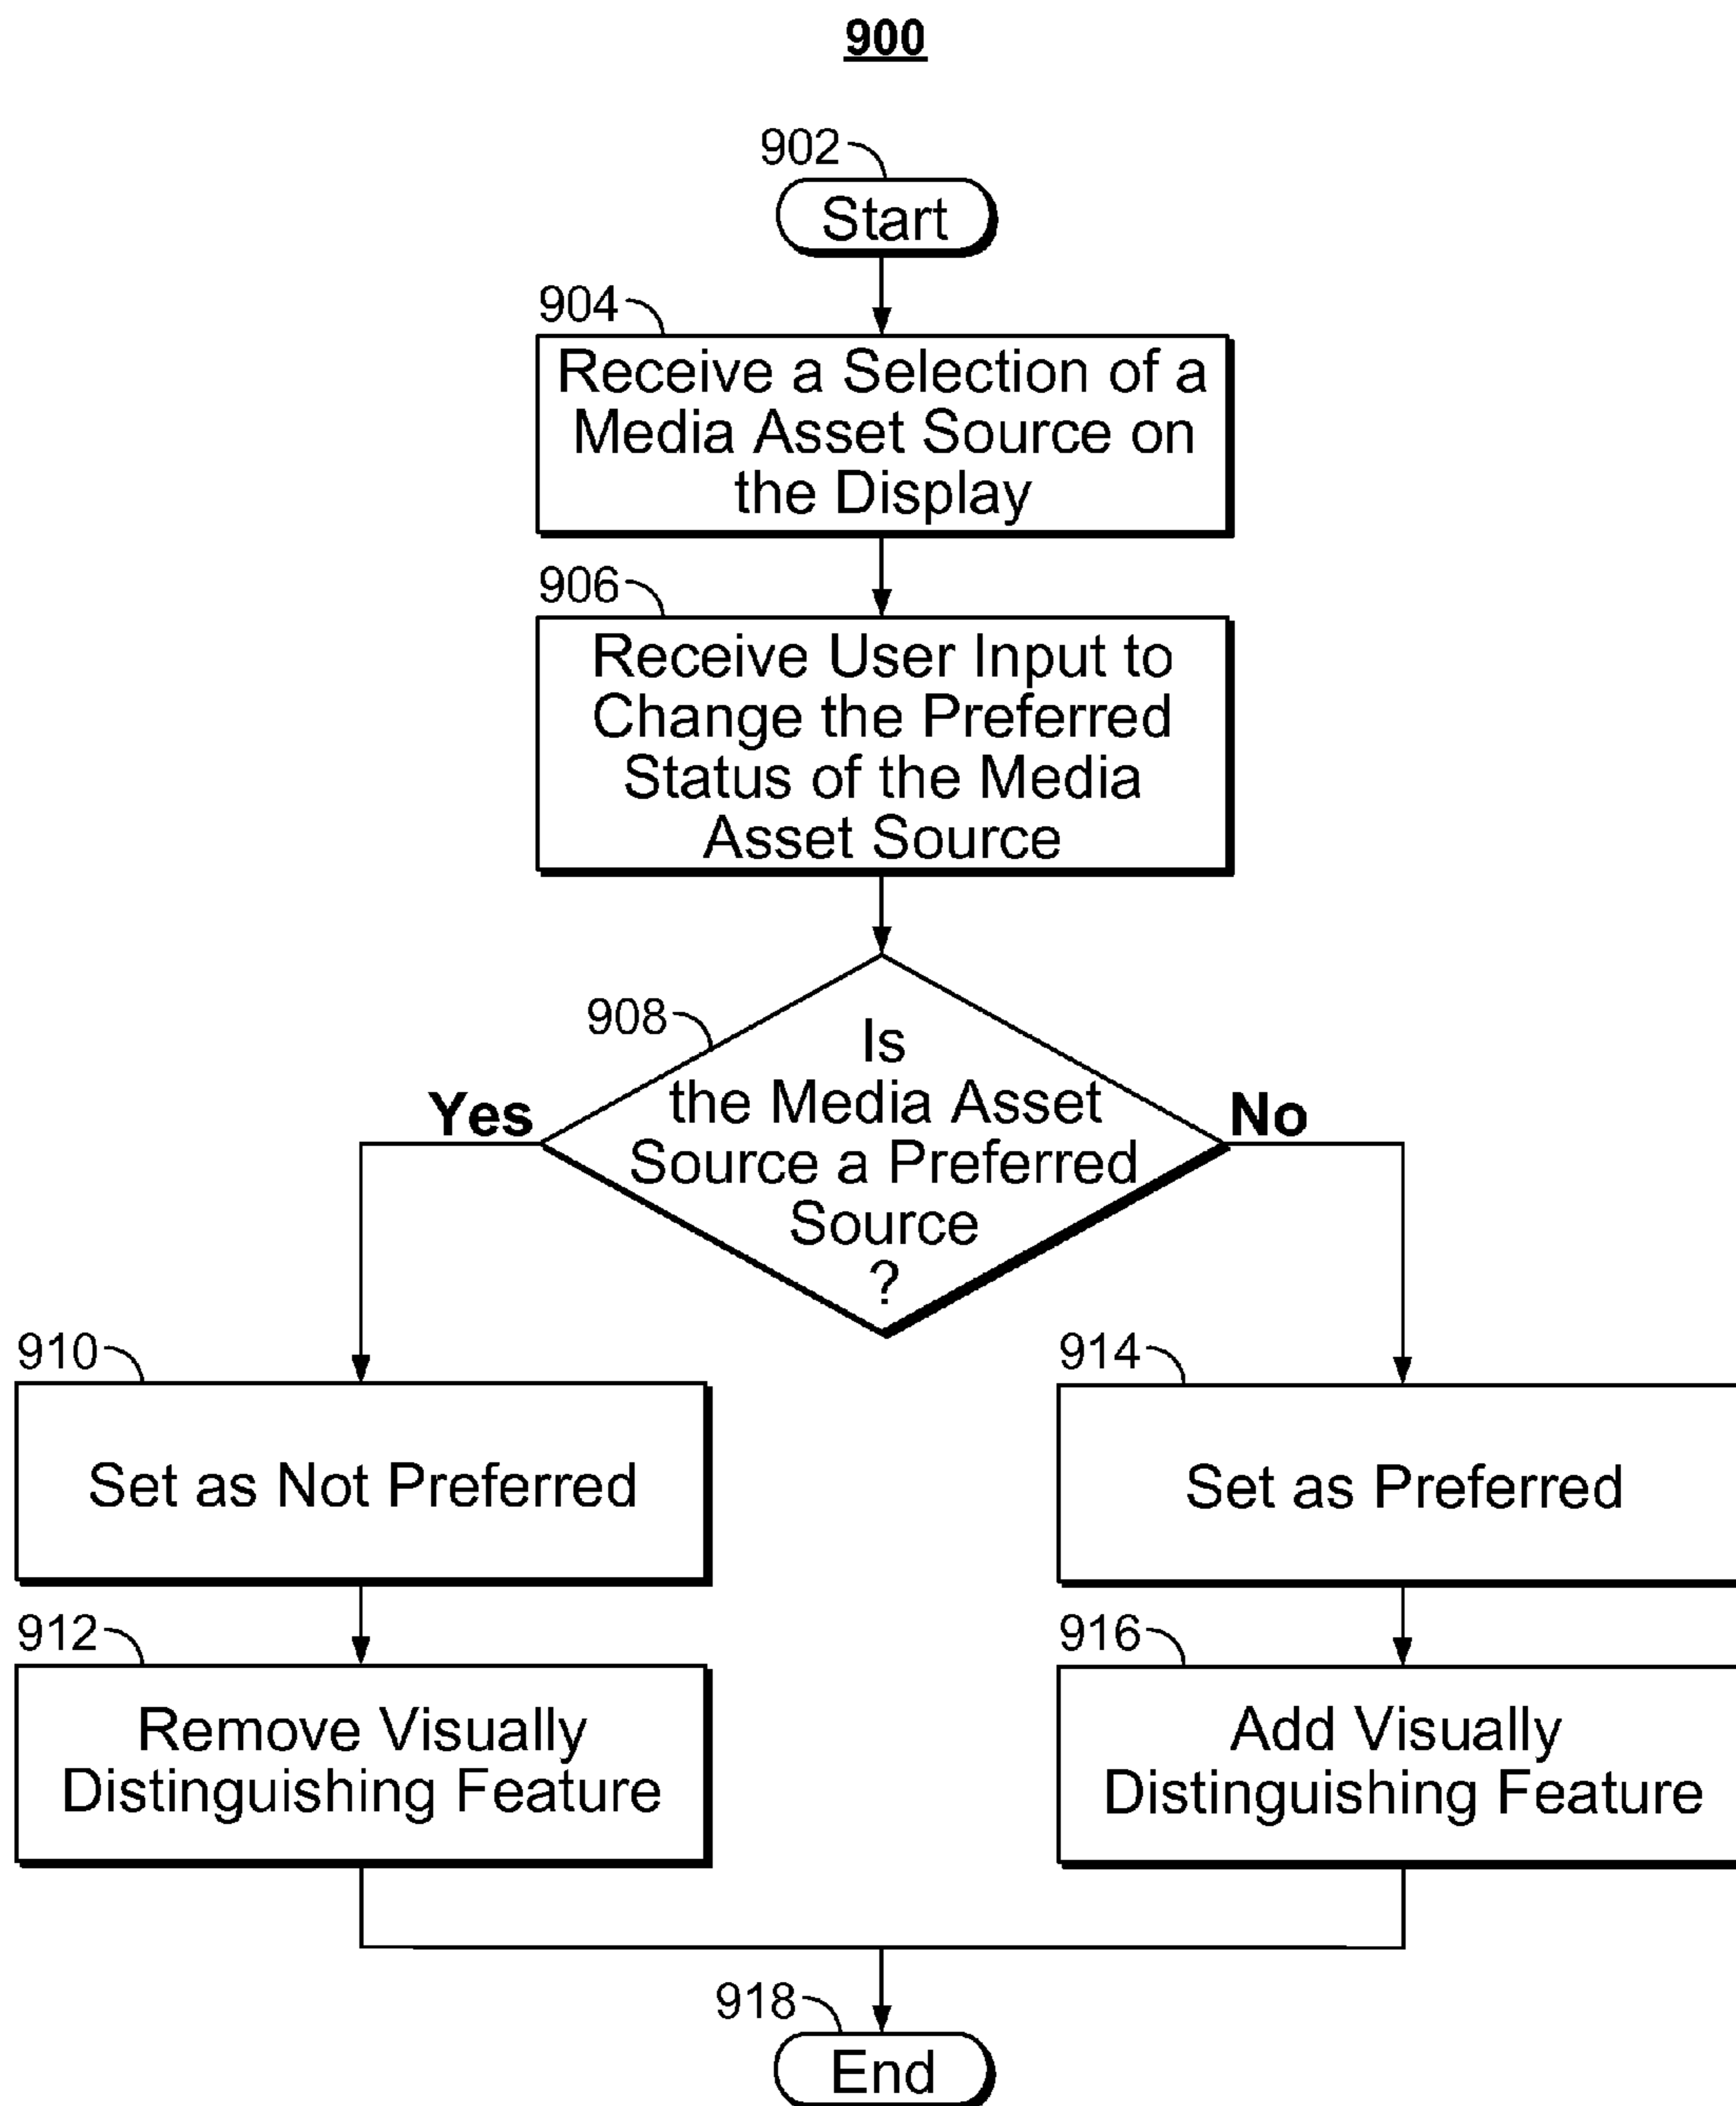 900
902
Start
904
Receive a Selection of a
Media Asset Source on
the Display
906
Receive User Input to
Change the Preferred
Status of the Media
Asset Source
908
Is
the Media Asset
Source a Preferred
Source
?
Yes
No
910
Set as Not Preferred
914
Set as Preferred
912
Remove Visually
Distinguishing Feature
916
Add Visually
Distinguishing Feature
918
End